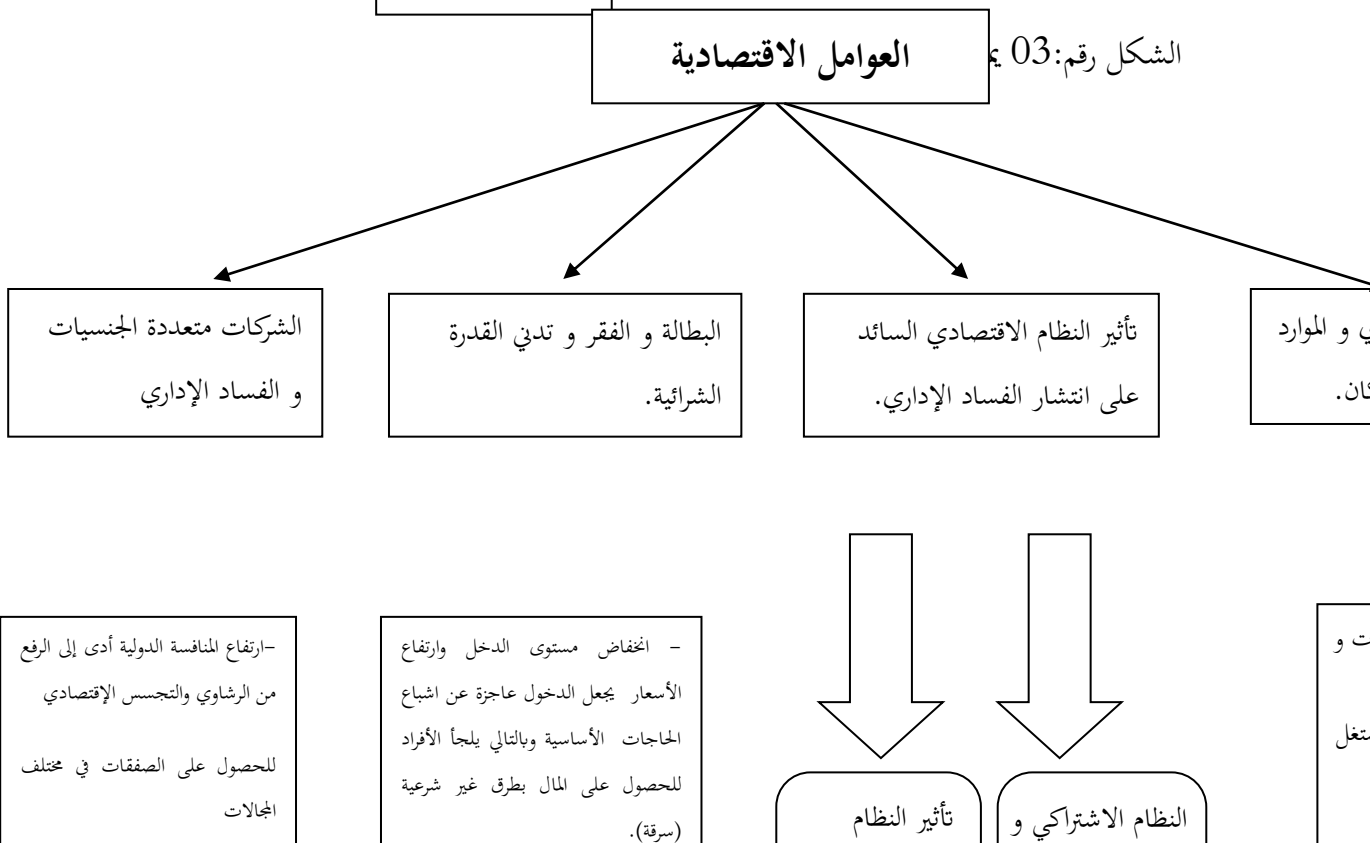 الشكل رقم:03
العوامل الاقتصادية
ي و الموارد
كان.
تأثير النظام الاقتصادي السائد
على انتشار الفساد الإداري.
البطالة و الفقر و تدني القدرة
الشرائية.
الشركات متعددة الجنسيات
و الفساد الإداري
ت و
ستغل
النظام الاشتراكي و
تأثير النظام
- انخفاض مستوى الدخل وارتفاع
الأسعار يجعل الدخول عاجزة عن اشباع
الحاجات الأساسية وبالتالي يلجأ الأفراد
للحصول على المال بطرق غير شرعية
(سرقة).
-ارتفاع المنافسة الدولية أدى إلى الرفع
من الرشاوي والتجسس الإقتصادي
للحصول على الصفقات في مختلف
المجالات